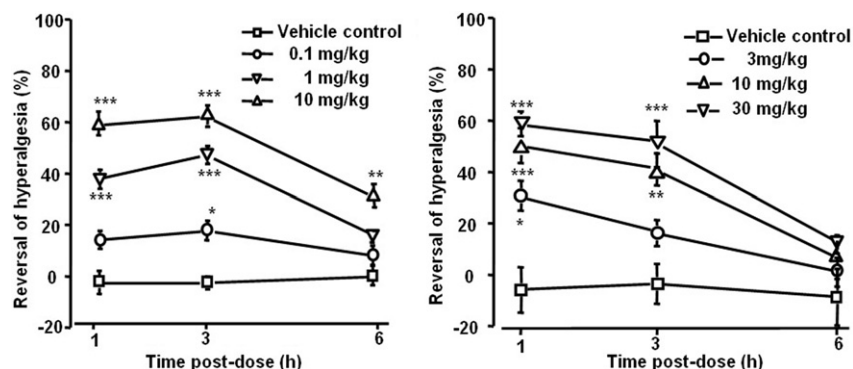 100
80
60
40
20
0
-20
Reversal of hyperalgesia (%)
Vehicle control
0.1 mg/kg
1 mg/kg
10 mg/kg
***
***
**
***
***
*
1
3
6
Time post-dose (h)
100
80
60
40
20
0
-20
Reversal of hyperalgesia (%)
Vehicle control
3mg/kg
10 mg/kg
30 mg/kg
***
***
***
**
*
1
3
6
Time post-dose (h)